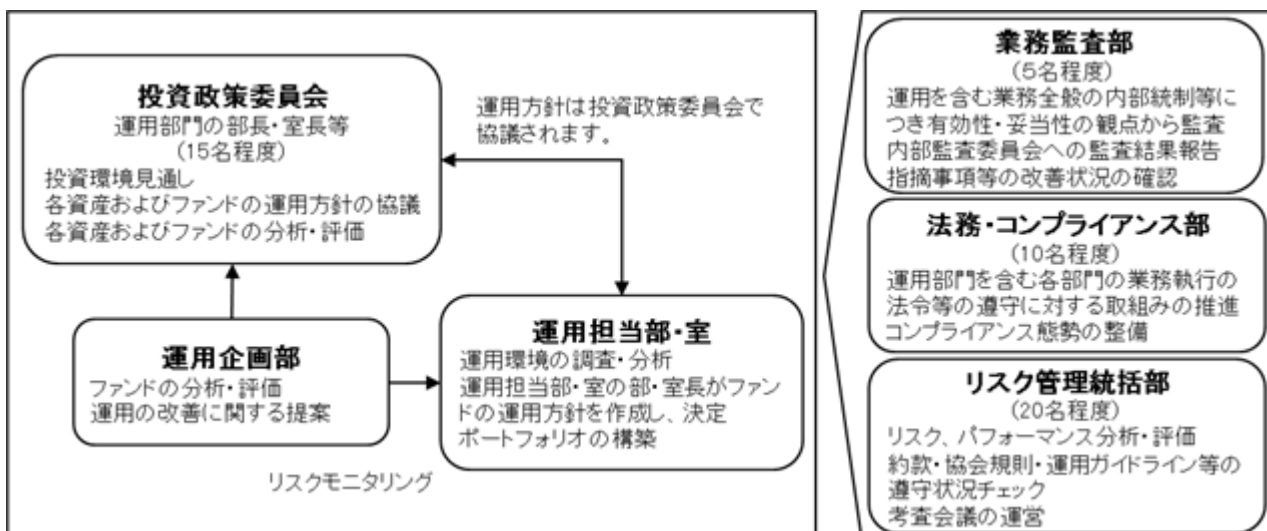 投資政策委員会
運用部門の部長・室長等
(15名程度)
投資環境見通し
各資産およびファンドの運用方針の協議
各資産およびファンドの分析・評価
運用方針は投資政策委員会で
協議されます。
運用企画部
ファンドの分析・評価
運用の改善に関する提案
運用担当部・室
運用環境の調査・分析
運用担当部・室の部・室長がファン
ドの運用方針を作成し、決定
ポートフォリオの構築
リスクモニタリング
業務監査部
(5名程度)
運用を含む業務全般の内部統制等に
つき有効性・妥当性の観点から監査
内部監査委員会への監査結果報告
指摘事項等の改善状況の確認
法務・コンプライアンス部
(10名程度)
運用部門を含む各部門の業務執行の
法令等の遵守に対する取組みの推進
コンプライアンス態勢の整備
リスク管理統括部
(20名程度)
リスク、パフォーマンス分析・評価
約款・協会規則・運用ガイドライン等の
遵守状況チェック
考査会議の運営